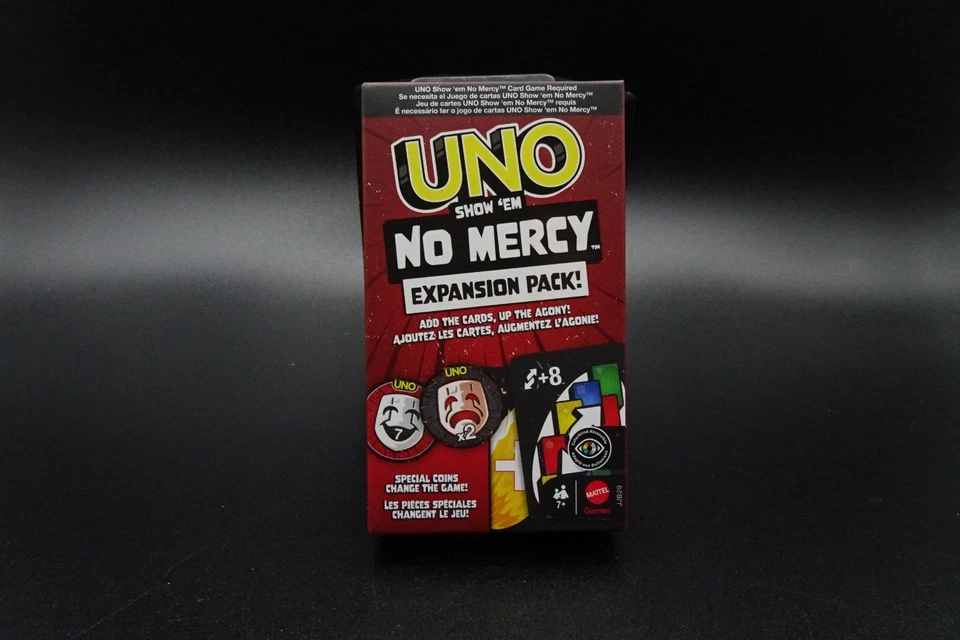 UNO Show 'em No Mercy™ Card Game Required
Se necesita el Juego de cartas UNO Show 'em No Mercy™
Jeu de cartes UNO Show 'em No Mercy™ requis
É necessário ter o jogo de cartas UNO Show 'em No Mercy™
UNO
SHOW 'EM
NO MERCY™
EXPANSION PACK!
ADD THE CARDS, UP THE AGONY!
AJOUTEZ LES CARTES, AUGMENTEZ L'AGONIE!
UNO
7
UNO
x2
+8
SPECIAL COINS
CHANGE THE GAME!
LES PIÈCES SPÉCIALES
CHANGENT LE JEU!
7+
MATTEL
Games
JJB29